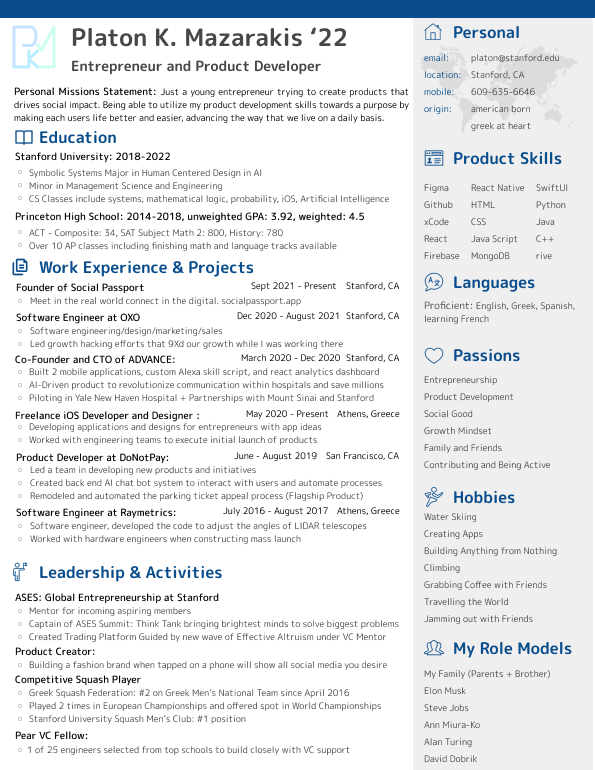 Platon K. Mazarakis ‘22
Entrepreneur and Product Developer
Personal Missions Statement: Just a young entrepreneur trying to create products that
drives social impact. Being able to utilize my product development skills towards a purpose by
making each users life better and easier, advancing the way that we live on a daily basis.
Education
Stanford University: 2018-2022
Symbolic Systems Major in Human Centered Design in AI
Minor in Management Science and Engineering
CS Classes include systems, mathematical logic, probability, iOS, Artificial Intelligence
Princeton High School: 2014-2018, unweighted GPA: 3.92, weighted: 4.5
ACT - Composite: 34, SAT Subject Math 2: 800, History: 780
Over 10 AP classes including finishing math and language tracks available
Work Experience & Projects
Founder of Social Passport Sept 2021 - Present Stanford, CA
Meet in the real world connect in the digital. socialpassport.app
Software Engineer at OXO Dec 2020 - August 2021 Stanford, CA
Software engineering/design/marketing/sales
Led growth hacking efforts that 9Xd our growth while I was working there
Co-Founder and CTO of ADVANCE: March 2020 - Dec 2020 Stanford, CA
Built 2 mobile applications, custom Alexa skill script, and react analytics dashboard
AI-Driven product to revolutionize communication within hospitals and save millions
Piloting in Yale New Haven Hospital + Partnerships with Mount Sinai and Stanford
Freelance iOS Developer and Designer : May 2020 - Present Athens, Greece
Developing applications and designs for entrepreneurs with app ideas
Worked with engineering teams to execute initial launch of products
Product Developer at DoNotPay: June - August 2019 San Francisco, CA
Led a team in developing new products and initiatives
Created back end AI chat bot system to interact with users and automate processes
Remodeled and automated the parking ticket appeal process (Flagship Product)
Software Engineer at Raymetrics: July 2016 - August 2017 Athens, Greece
Software engineer, developed the code to adjust the angles of LIDAR telescopes
Worked with hardware engineers when constructing mass launch
Leadership & Activities
ASES: Global Entrepreneurship at Stanford
Mentor for incoming aspiring members
Captain of ASES Summit: Think Tank bringing brightest minds to solve biggest problems
Created Trading Platform Guided by new wave of Effective Altruism under VC Mentor
Product Creator:
Building a fashion brand when tapped on a phone will show all social media you desire
Competitive Squash Player
Greek Squash Federation: #2 on Greek Men’s National Team since April 2016
Played 2 times in European Championships and offered spot in World Championships
Stanford University Squash Men’s Club: #1 position
Pear VC Fellow:
1 of 25 engineers selected from top schools to build closely with VC support
Personal
email: platon@stanford.edu
location: Stanford, CA
mobile: 609-635-6646
origin: american born
greek at heart
Product Skills
Figma React Native SwiftUI
Github HTML Python
xCode CSS Java
React Java Script C++
Firebase MongoDB rive
Languages
Proficient: English, Greek, Spanish,
learning French
Passions
Entrepreneurship
Product Development
Social Good
Growth Mindset
Family and Friends
Contributing and Being Active
Hobbies
Water Skiing
Creating Apps
Building Anything from Nothing
Climbing
Grabbing Coffee with Friends
Travelling the World
Jamming out with Friends
My Role Models
My Family (Parents + Brother)
Elon Musk
Steve Jobs
Ann Miura-Ko
Alan Turing
David Dobrik